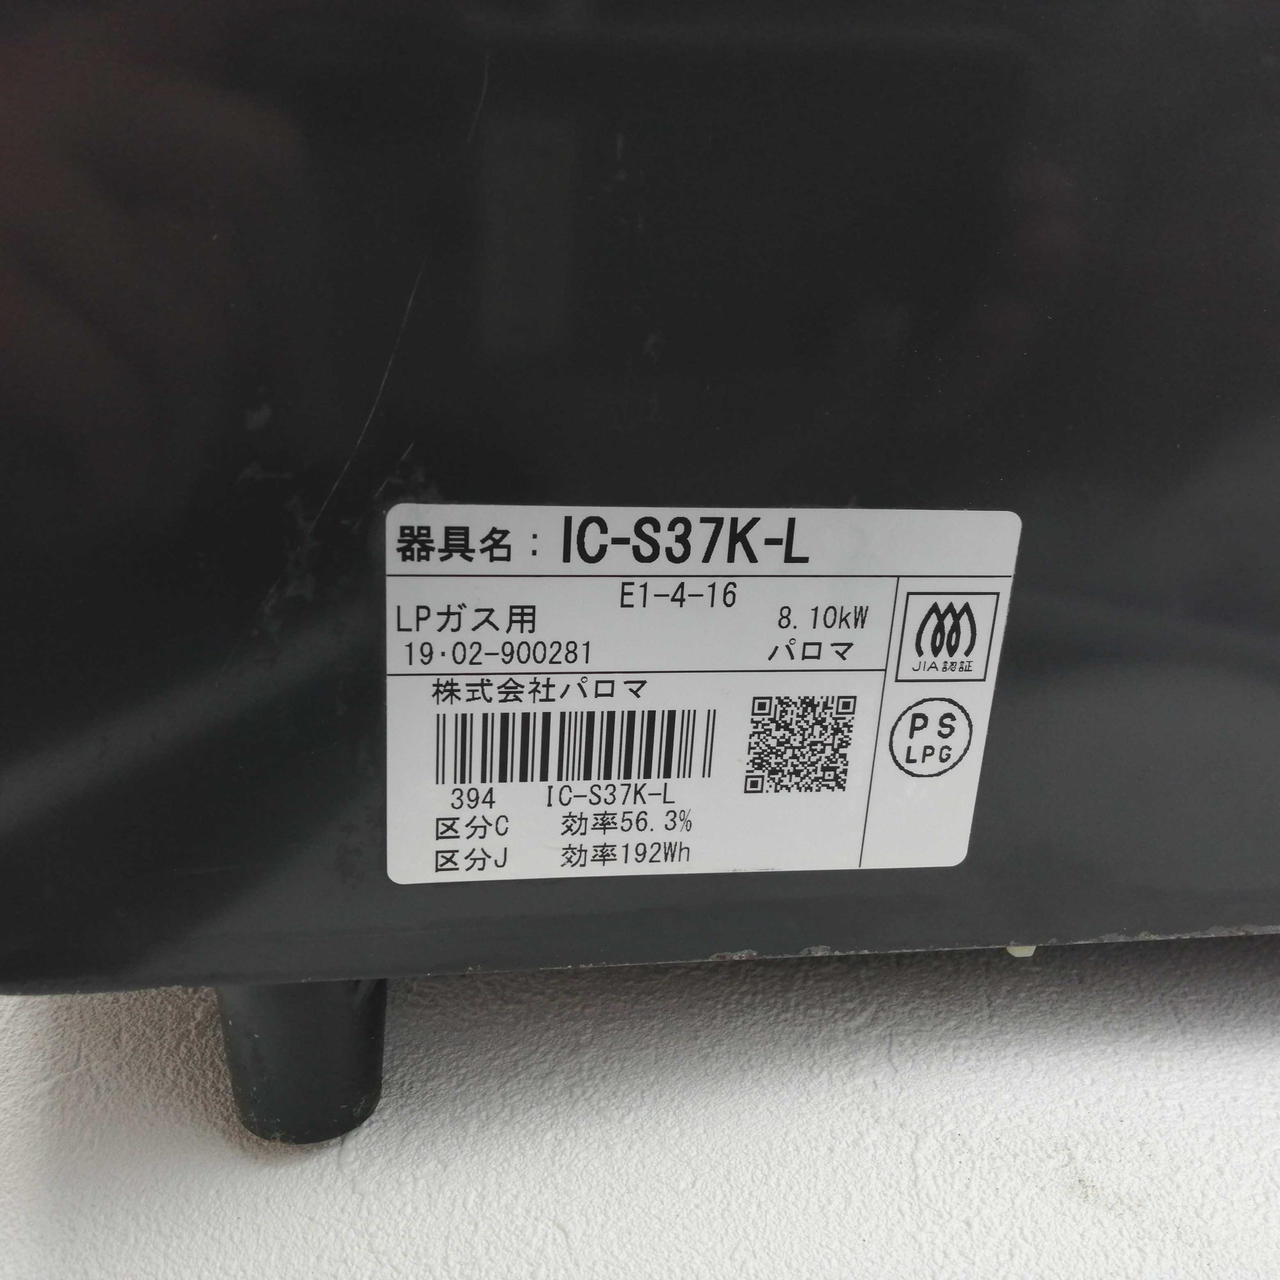 器具名：IC-S37K-L
E1-4-16
LPガス用 8.10kW
19・02-900281 パロマ
JIA認証
株式会社パロマ
PS
LPG
394 IC-S37K-L
区分C 効率56.3%
区分J 効率192Wh